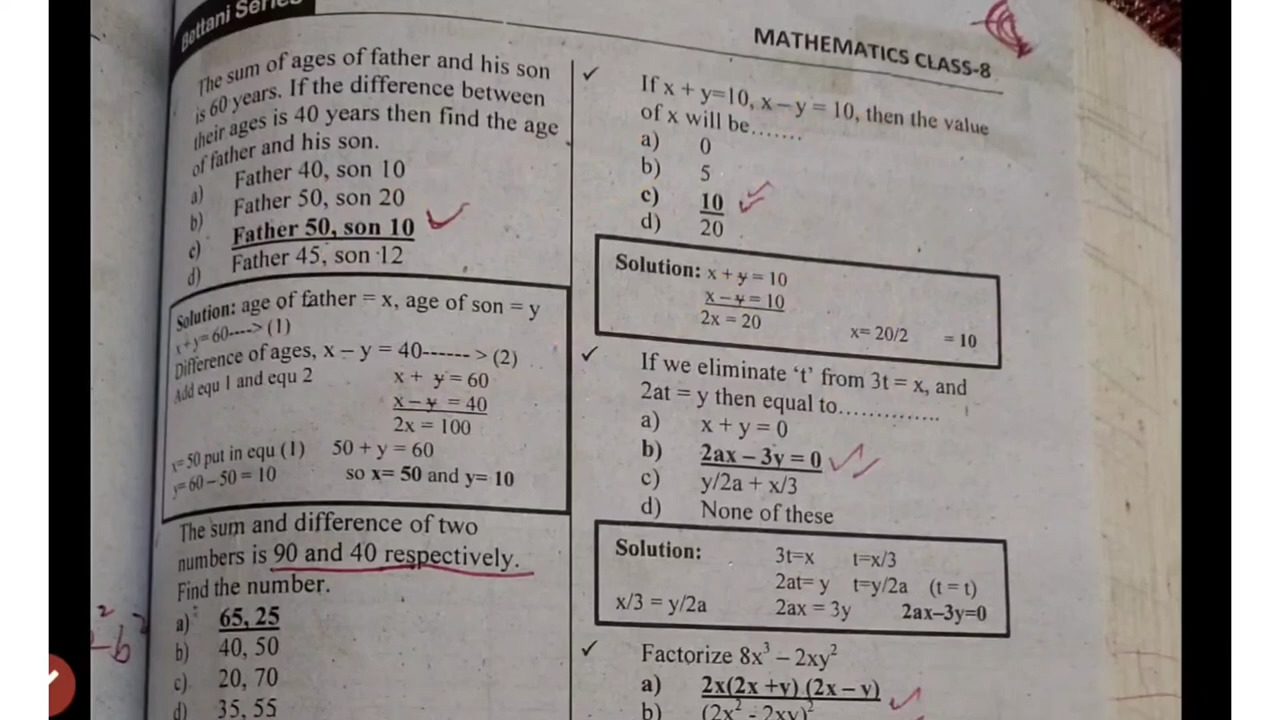 Bettani Series
MATHEMATICS CLASS-8
The sum of ages of father and his son
is 60 years. If the difference between
their ages is 40 years then find the age
of father and his son.
a) Father 40, son 10
b) Father 50, son 20
c) Father 50, son 10
d) Father 45, son 12
Solution: age of father = x, age of son = y
x+y=60----> (1)
Difference of ages, x – y = 40------ > (2)
Add equ 1 and equ 2 x + y = 60
x – y = 40
2x = 100
x=50 put in equ (1) 50 + y = 60
y=60 – 50 = 10 so x= 50 and y= 10
The sum and difference of two
numbers is 90 and 40 respectively.
Find the number.
a) 65, 25
b) 40, 50
c) 20, 70
d) 35, 55
✓ If x + y=10, x – y = 10, then the value
of x will be.......
a) 0
b) 5
c) 10
d) 20
Solution: x + y = 10
x – y = 10
2x = 20 x= 20/2 = 10
✓ If we eliminate ‘t’ from 3t = x, and
2at = y then equal to..............
a) x + y = 0
b) 2ax – 3y = 0
c) y/2a + x/3
d) None of these
Solution: 3t=x t=x/3
2at= y t=y/2a (t = t)
x/3 = y/2a 2ax = 3y 2ax–3y=0
✓ Factorize 8x³ – 2xy²
a) 2x(2x +y) (2x – y)
b) (2x² - 2xy)²